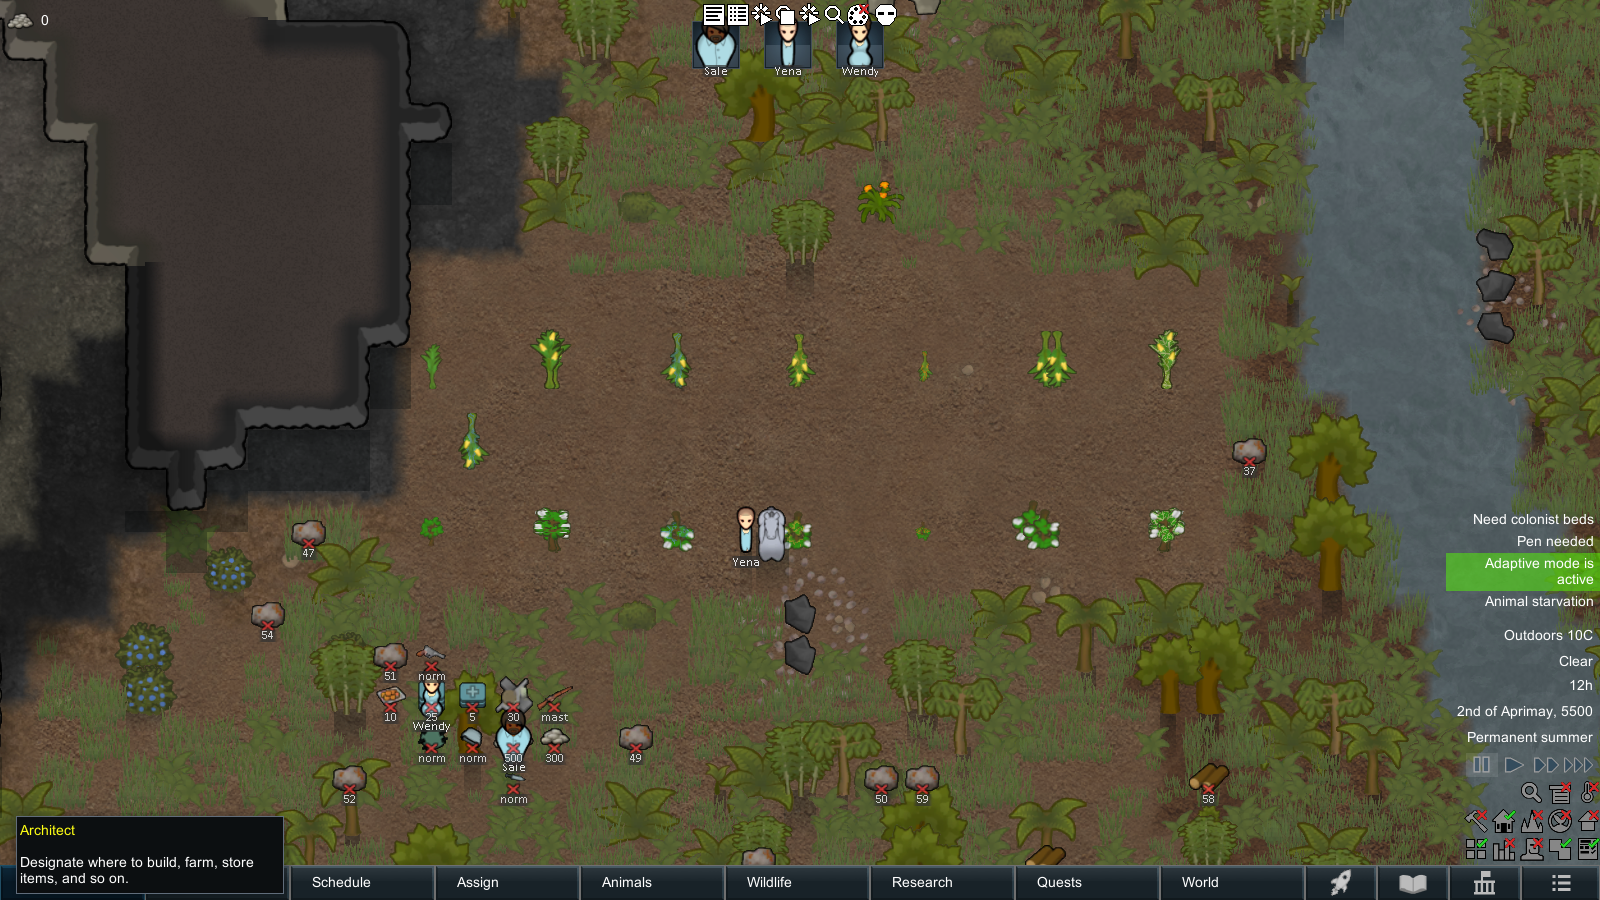 0
Sale
Yena
Wendy
37
47
Yena
54
51
norm
10
25
5
30
mast
Wendy
norm
norm
500
300
49
Sale
52
norm
50
59
58
Need colonist beds
Pen needed
Adaptive mode is
active
Animal starvation
Outdoors 10C
Clear
12h
2nd of Aprimay, 5500
Permanent summer
Architect
Designate where to build, farm, store
items, and so on.
Schedule
Assign
Animals
Wildlife
Research
Quests
World